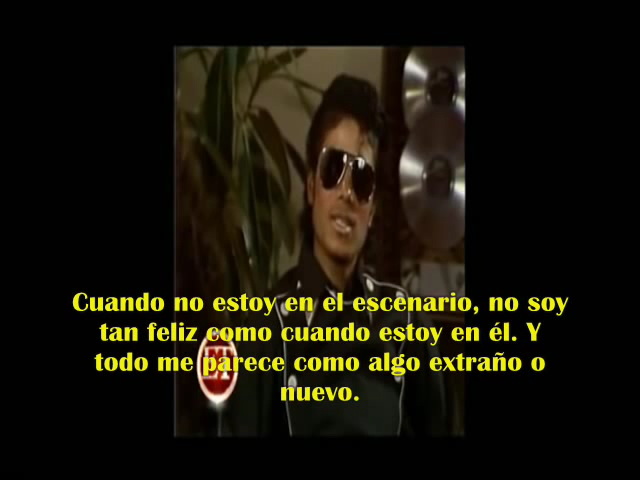 Cuando no estoy en el escenario, no soy
tan feliz como cuando estoy en él. Y
todo me parece como algo extraño o
nuevo.
ET